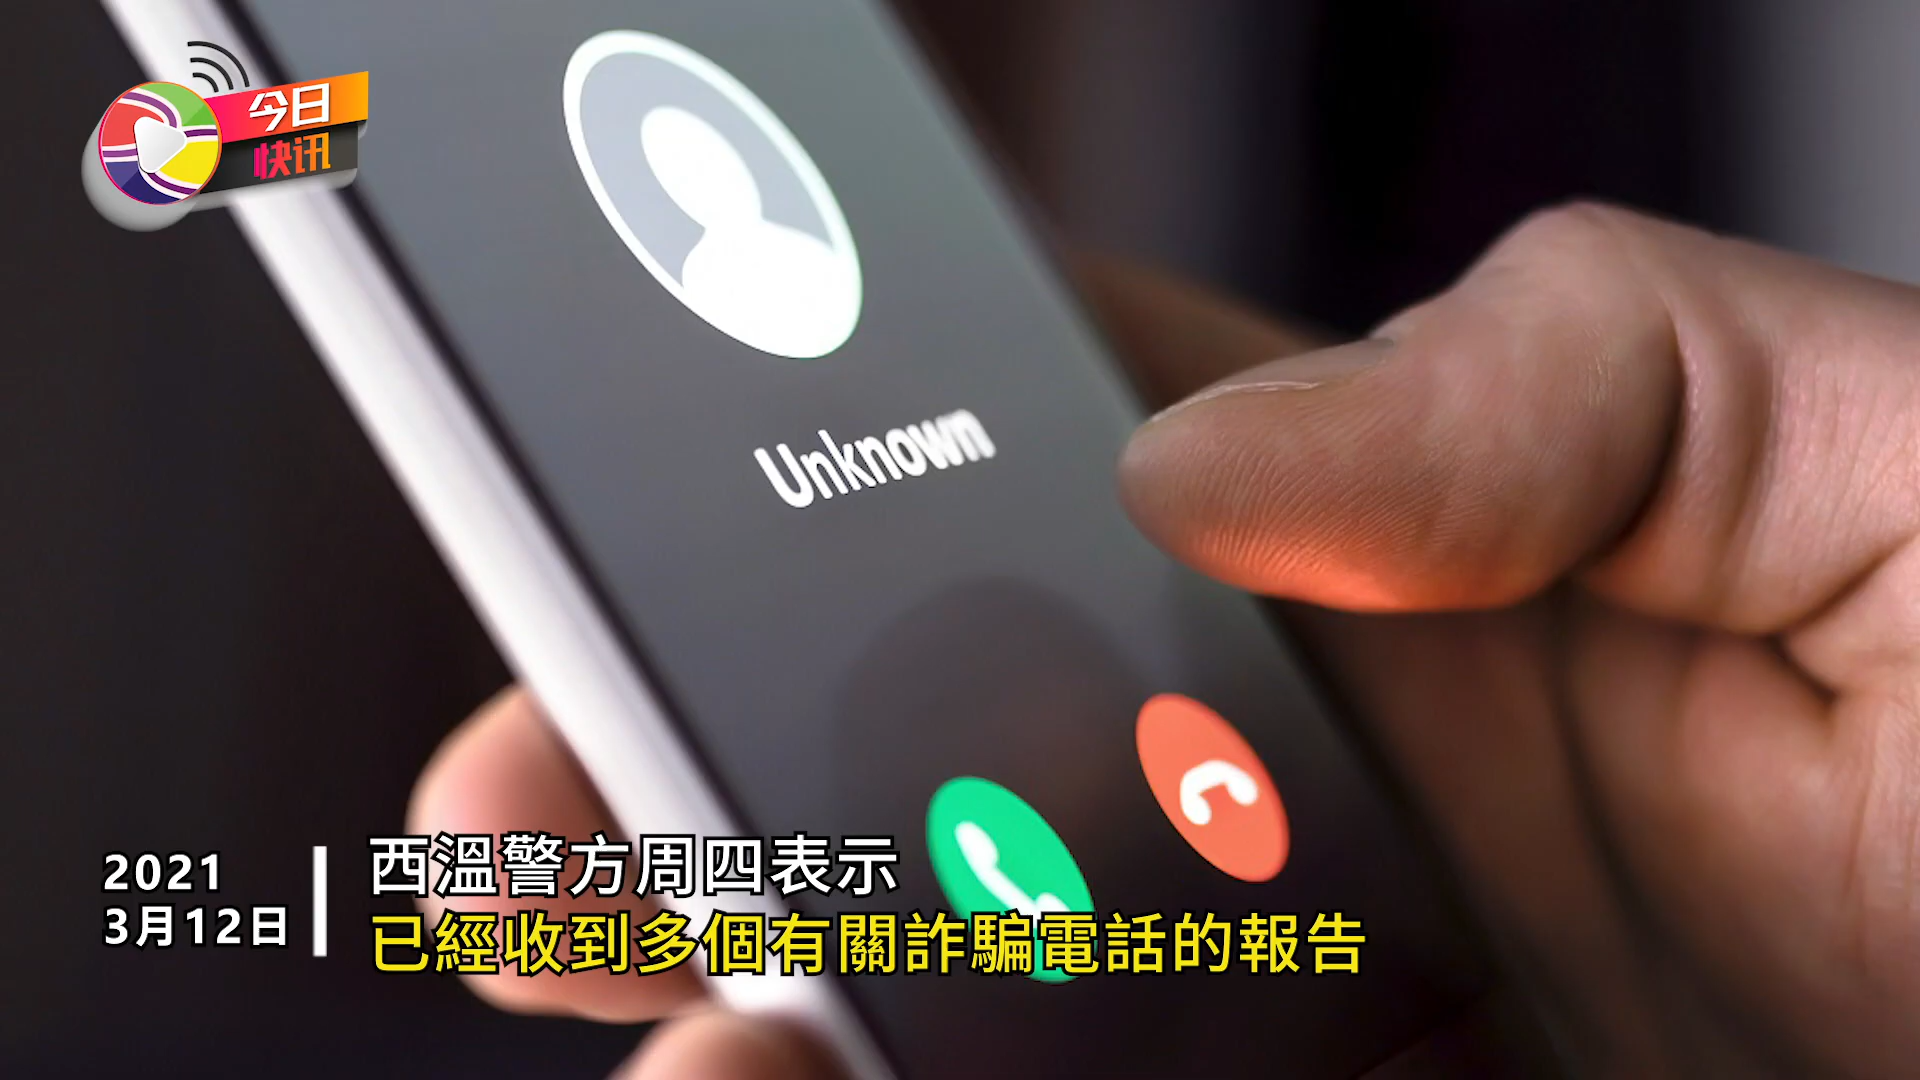 今日
快讯
Unknown
2021
3月12日
西溫警方周四表示
已經收到多個有關詐騙電話的報告